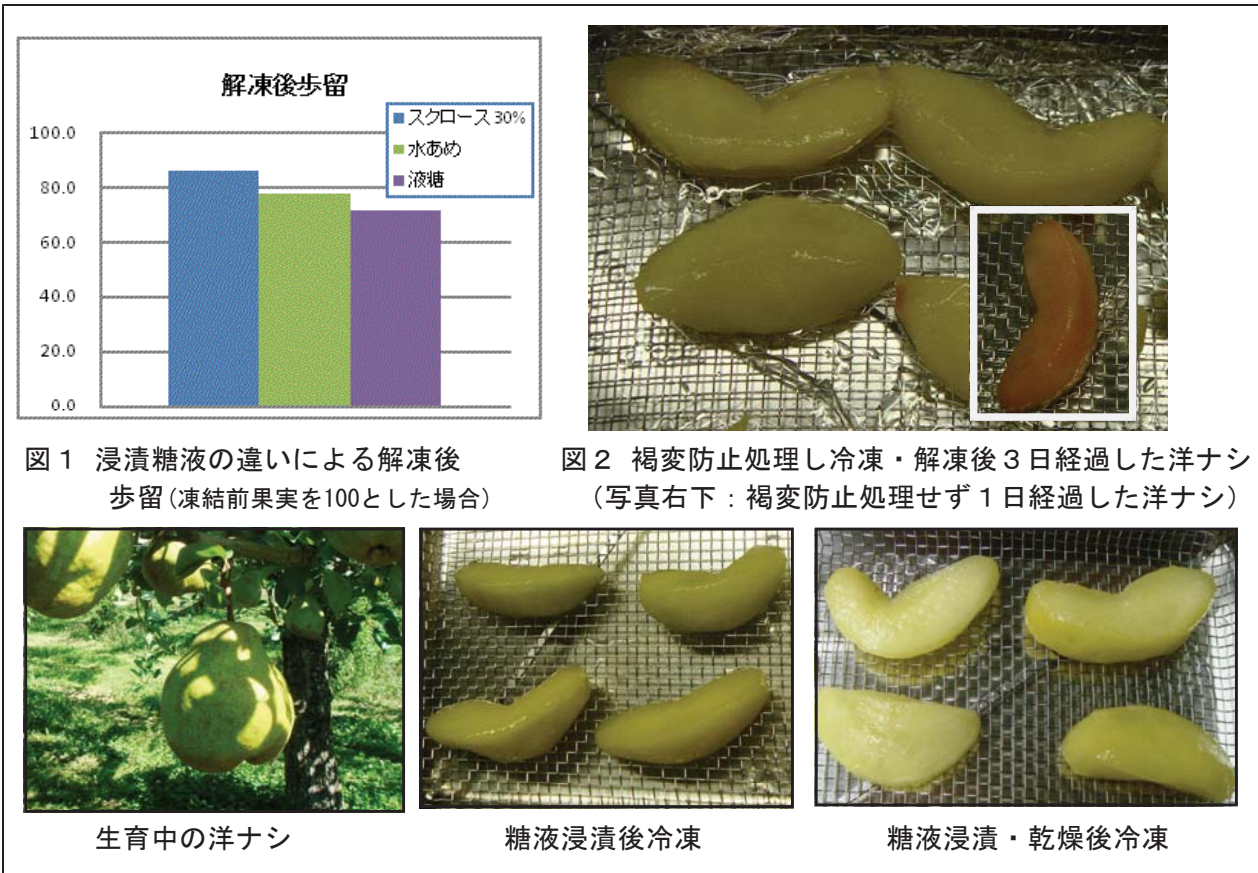 解凍後歩留
スクロース30%
水あめ
液糖
100.0
80.0
60.0
40.0
20.0
0.0
図1 浸漬糖液の違いによる解凍後
歩留(凍結前果実を100とした場合)
図2 褐変防止処理し冷凍・解凍後3日経過した洋ナシ
(写真右下:褐変防止処理せず1日経過した洋ナシ)
生育中の洋ナシ
糖液浸漬後冷凍
糖液浸漬・乾燥後冷凍